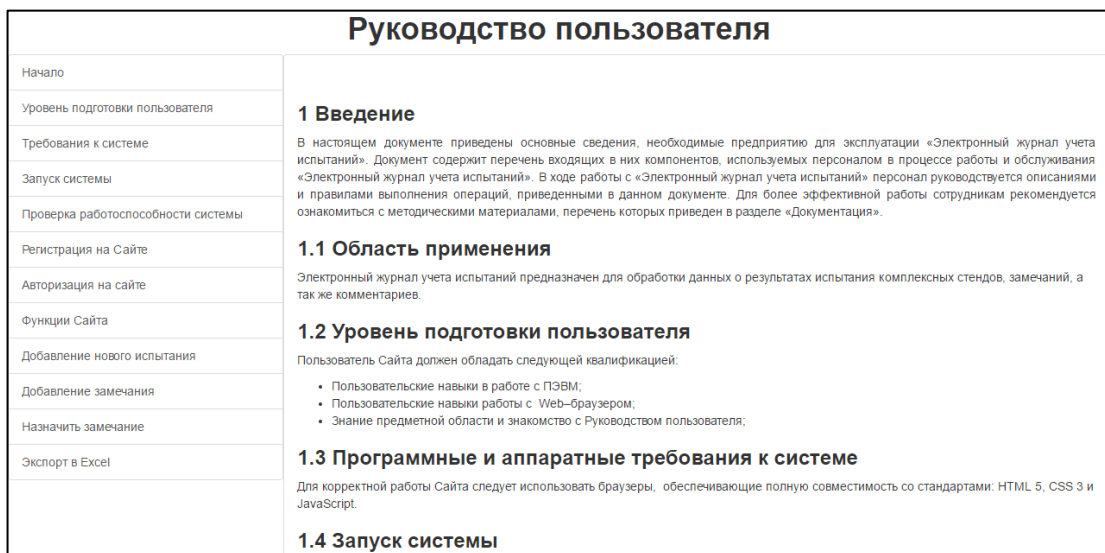 Руководство пользователя
Начало
Уровень подготовки пользователя
Требования к системе
Запуск системы
Проверка работоспособности системы
Регистрация на Сайте
Авторизация на сайте
Функции Сайта
Добавление нового испытания
Добавление замечания
Назначить замечание
Экспорт в Excel
1 Введение
В настоящем документе приведены основные сведения, необходимые предприятию для эксплуатации «Электронный журнал учета
испытаний». Документ содержит перечень входящих в них компонентов, используемых персоналом в процессе работы и обслуживания
«Электронный журнал учета испытаний». В ходе работы с «Электронный журнал учета испытаний» персонал руководствуется описаниями
и правилами выполнения операций, приведенными в данном документе. Для более эффективной работы сотрудникам рекомендуется
ознакомиться с методическими материалами, перечень которых приведен в разделе «Документация».
1.1 Область применения
Электронный журнал учета испытаний предназначен для обработки данных о результатах испытания комплексных стендов, замечаний, а
так же комментариев.
1.2 Уровень подготовки пользователя
Пользователь Сайта должен обладать следующей квалификацией:
• Пользовательские навыки в работе с ПЭВМ;
• Пользовательские навыки работы с Web–браузером;
• Знание предметной области и знакомство с Руководством пользователя;
1.3 Программные и аппаратные требования к системе
Для корректной работы Сайта следует использовать браузеры, обеспечивающие полную совместимость со стандартами: HTML 5, CSS 3 и
JavaScript.
1.4 Запуск системы